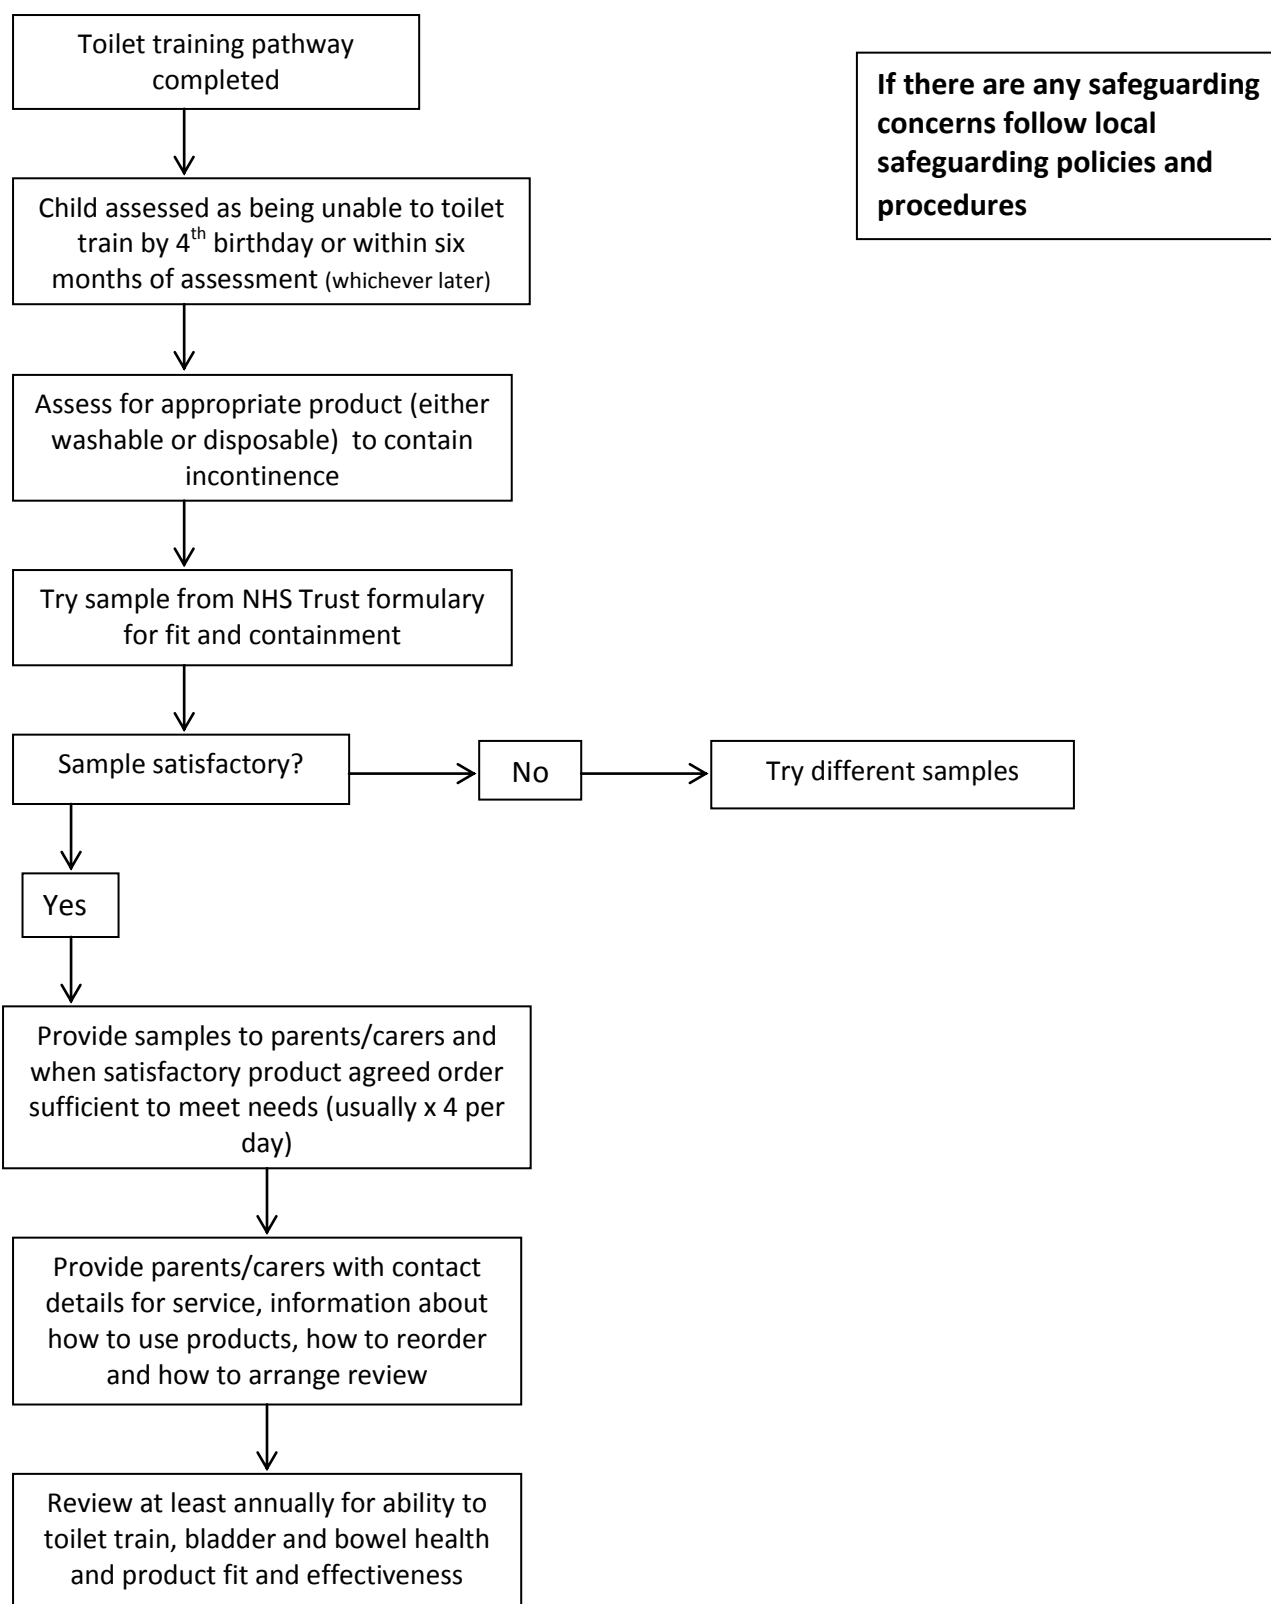 Toilet training pathway
completed
If there are any safeguarding
concerns follow local
safeguarding policies and
procedures
Child assessed as being unable to toilet
train by 4th birthday or within six
months of assessment (whichever later)
Assess for appropriate product (either
washable or disposable)  to contain
incontinence
Try sample from NHS Trust formulary
for fit and containment
Sample satisfactory?
No
Try different samples
Yes
Provide samples to parents/carers and
when satisfactory product agreed order
sufficient to meet needs (usually x 4 per
day)
Provide parents/carers with contact
details for service, information about
how to use products, how to reorder
and how to arrange review
Review at least annually for ability to
toilet train, bladder and bowel health
and product fit and effectiveness